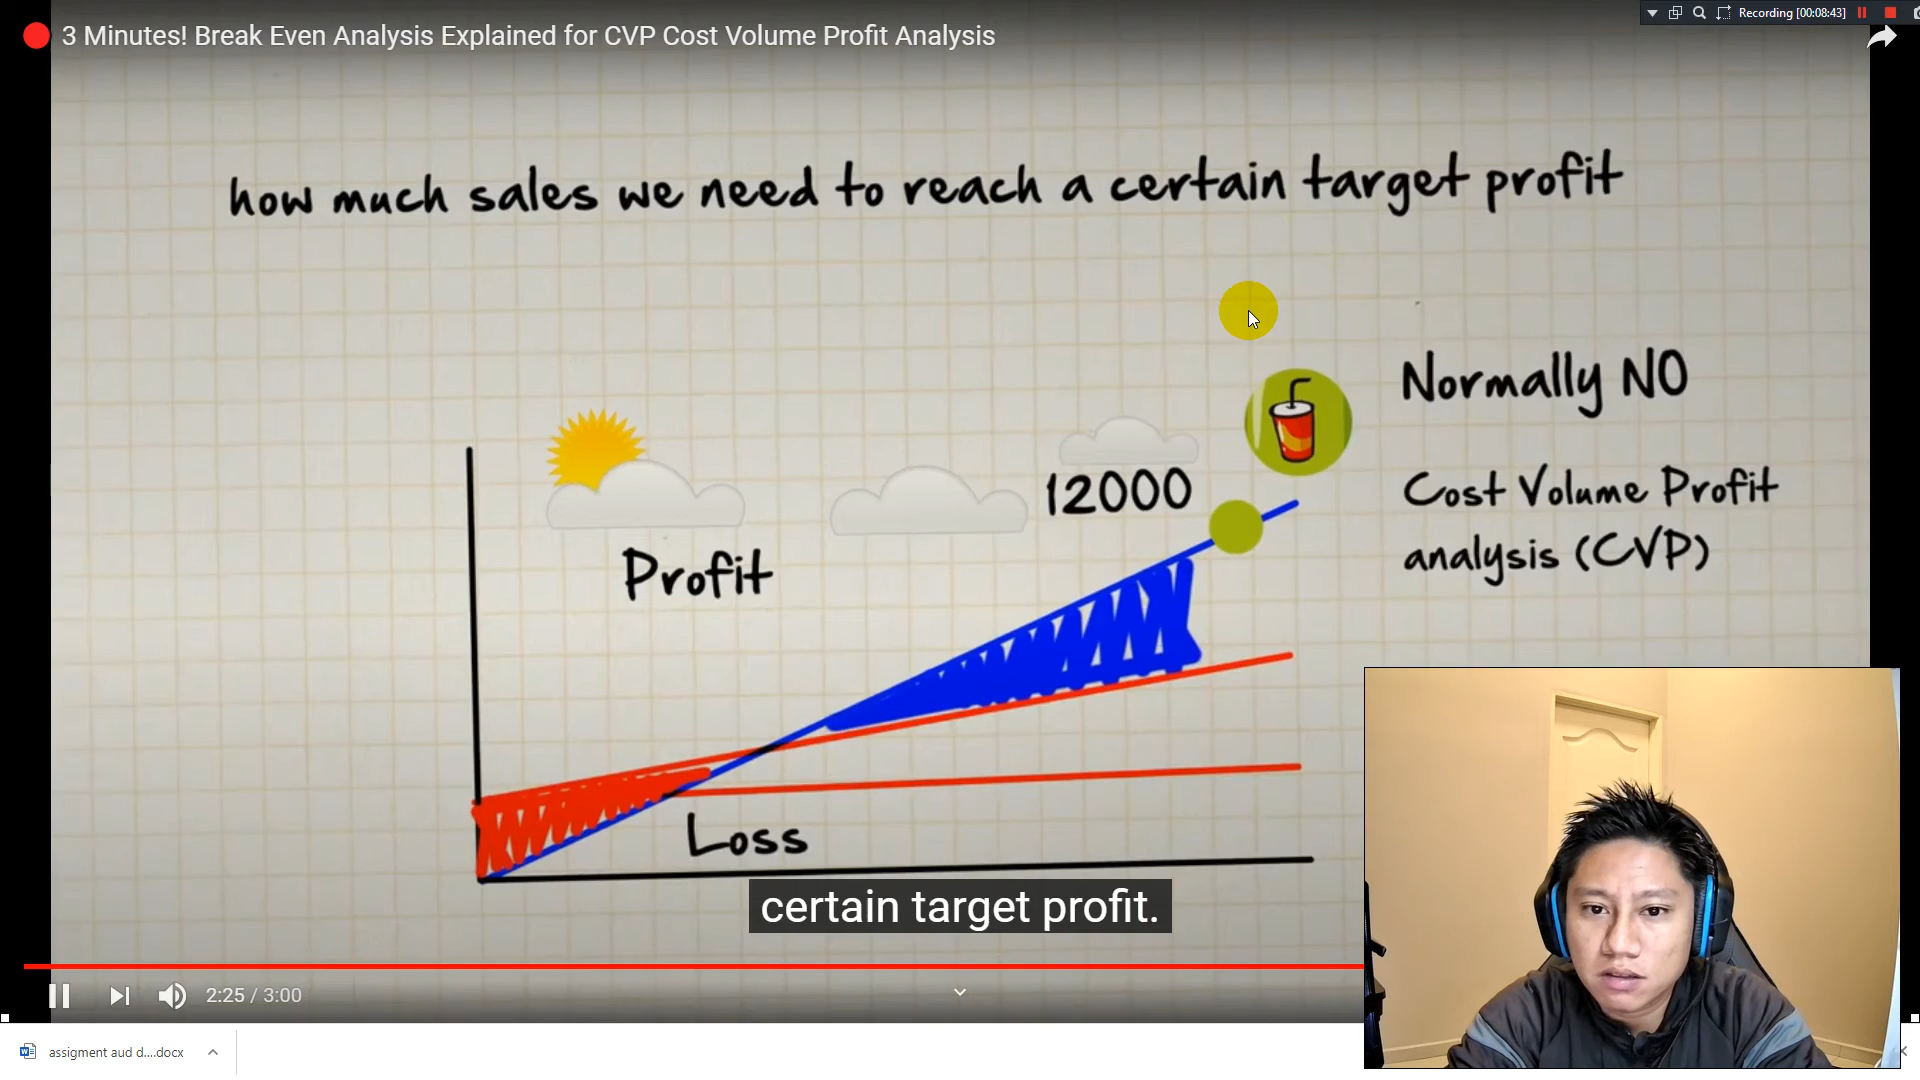 Recording [00:08:43]
3 Minutes! Break Even Analysis Explained for CVP Cost Volume Profit Analysis
how much sales we need to reach a certain target profit
Normally NO
12000
Cost Volume Profit
analysis (CVP)
Profit
Loss
certain target profit.
2:25 / 3:00
assigment aud d....docx